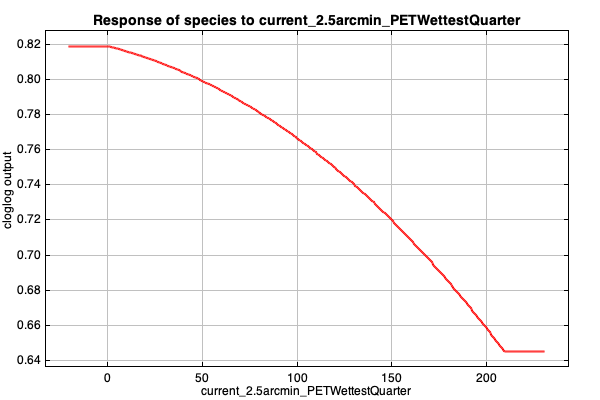 Response of species to current_2.5arcmin_PETWettestQuarter
cloglog output
0.82
0.80
0.78
0.76
0.74
0.72
0.70
0.68
0.66
0.64
0 50 100 150 200
current_2.5arcmin_PETWettestQuarter